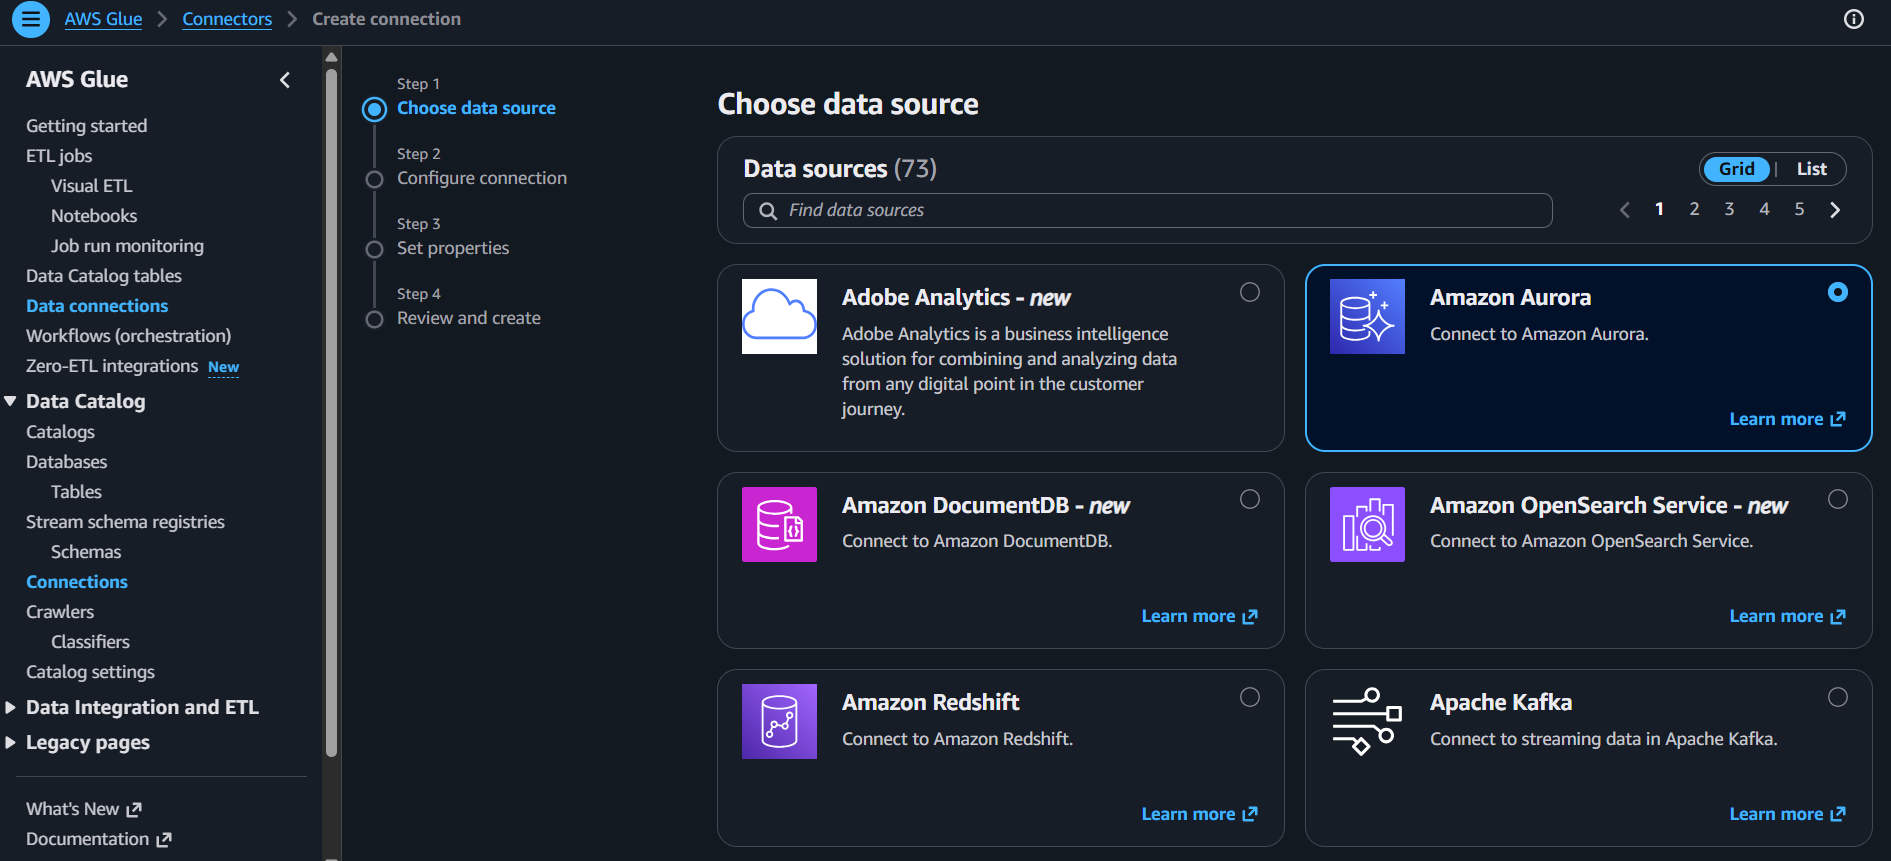 AWS Glue
Connectors
Create connection
AWS Glue
Getting started
ETL jobs
Visual ETL
Notebooks
Job run monitoring
Data Catalog tables
Data connections
Workflows (orchestration)
Zero-ETL integrations New
Data Catalog
Catalogs
Databases
Tables
Stream schema registries
Schemas
Connections
Crawlers
Classifiers
Catalog settings
Data Integration and ETL
Legacy pages
What's New
Documentation
Step 1
Choose data source
Step 2
Configure connection
Step 3
Set properties
Step 4
Review and create
Choose data source
Data sources (73)
Grid | List
Find data sources
1 2 3 4 5
Adobe Analytics - new
Adobe Analytics is a business intelligence
solution for combining and analyzing data
from any digital point in the customer
journey.
Amazon Aurora
Connect to Amazon Aurora.
Learn more
Amazon DocumentDB - new
Connect to Amazon DocumentDB.
Learn more
Amazon OpenSearch Service - new
Connect to Amazon OpenSearch Service.
Learn more
Amazon Redshift
Connect to Amazon Redshift.
Learn more
Apache Kafka
Connect to streaming data in Apache Kafka.
Learn more